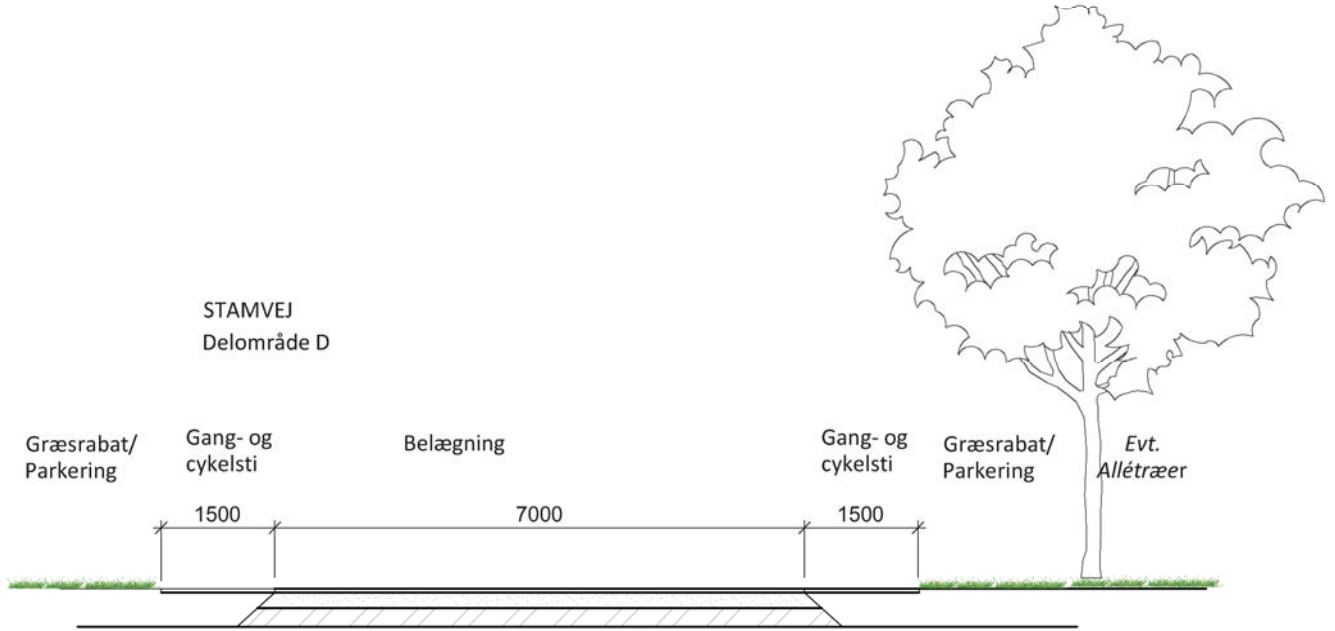 STAMVEJ
Delområde D
Græsrabat/
Parkering
Gang- og
cykelsti
Belægning
Gang- og
cykelsti
Græsrabat/
Parkering
Evt.
Allétræer
1500
7000
1500